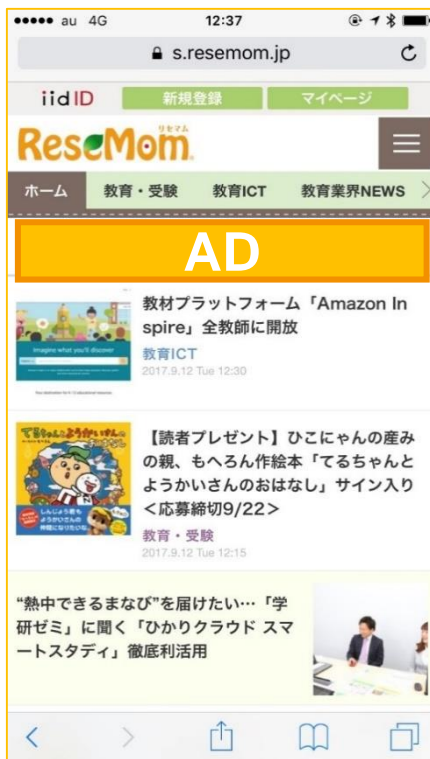 au 4G 12:37
s.resemom.jp
iid ID 新規登録 マイページ
リセマム
ReseMom.
ホーム 教育・受験 教育ICT 教育業界NEWS
AD
教材プラットフォーム「Amazon In
spire」全教師に開放
教育ICT
2017.9.12 Tue 12:30
Imagine what you'll discover
【読者プレゼント】ひこにゃんの産み
の親、もへろん作絵本「てるちゃんと
ようかいさんのおはなし」サイン入り
<応募締切9/22>
教育・受験
2017.9.12 Tue 12:15
“熱中できるまなび”を届けたい…「学
研ゼミ」に聞く「ひかりクラウド スマ
ートスタディ」徹底利活用